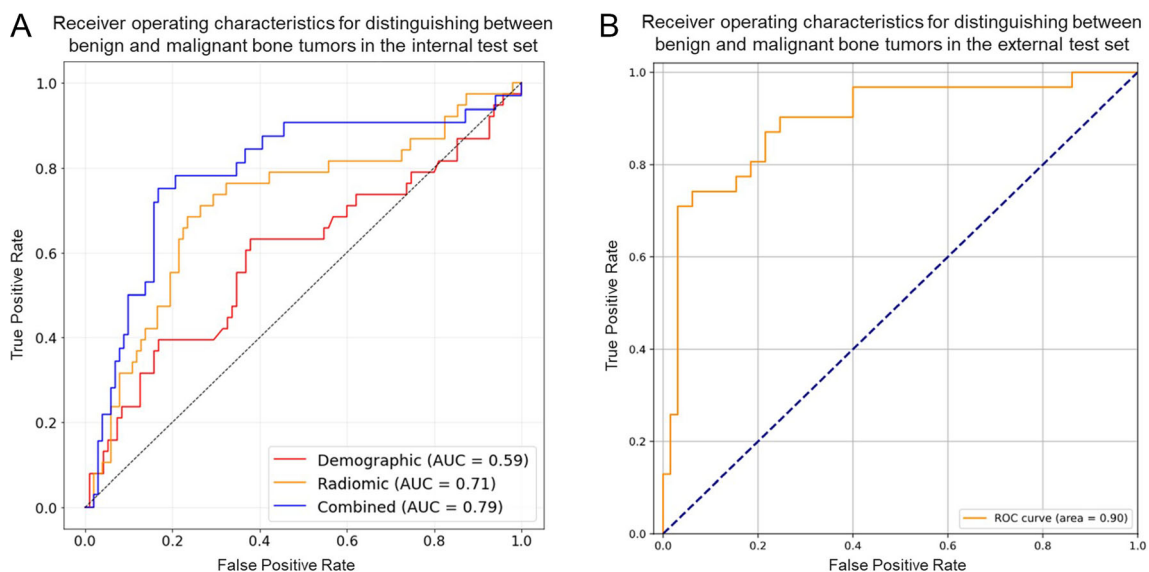 A
Receiver operating characteristics for distinguishing between
benign and malignant bone tumors in the internal test set
1.0
0.8
0.6
0.4
0.2
0.0
True Positive Rate
Demographic (AUC = 0.59)
Radiomic (AUC = 0.71)
Combined (AUC = 0.79)
0.0 0.2 0.4 0.6 0.8 1.0
False Positive Rate
B
Receiver operating characteristics for distinguishing between
benign and malignant bone tumors in the external test set
1.0
0.8
0.6
0.4
0.2
0.0
True Positive Rate
ROC curve (area = 0.90)
0.0 0.2 0.4 0.6 0.8 1.0
False Positive Rate